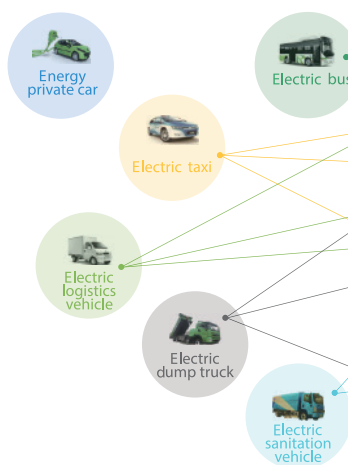 Energy
private car
Electric bus
Electric taxi
Electric
logistics
vehicle
Electric
dump truck
Electric
sanitation
vehicle